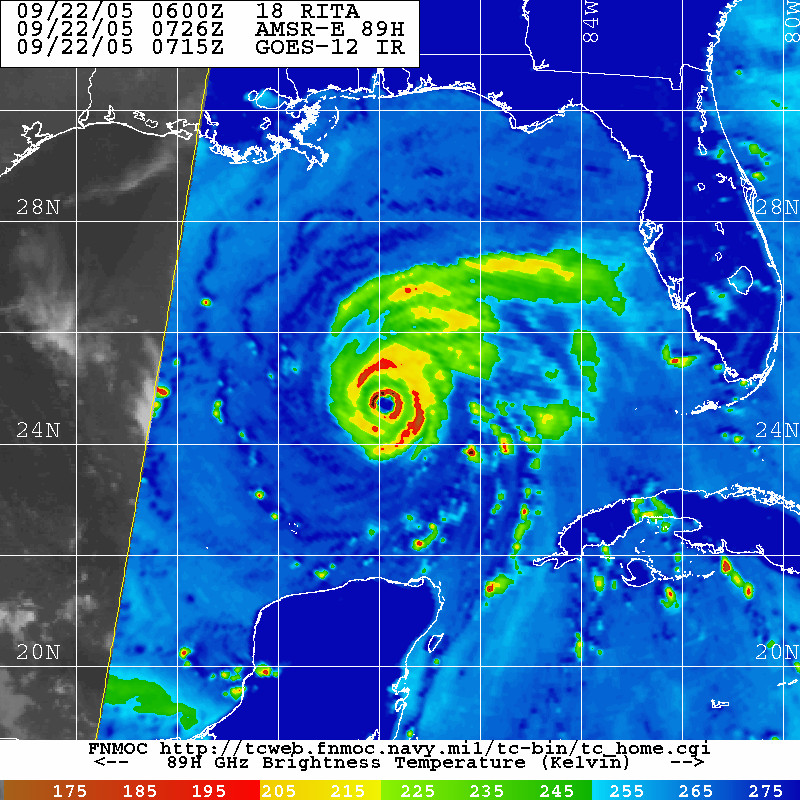 09/22/05 0600Z 18 RITA
09/22/05 0726Z AMSR-E 89H
09/22/05 0715Z GOES-12 IR
84W 80W
28N 28N
24N 24N
20N 20N
FNMOC http://tcweb.fnmoc.navy.mil/tc-bin/tc_home.cgi
<-- 89H GHz Brightness Temperature (Kelvin) -->
175 185 195 205 215 225 235 245 255 265 275